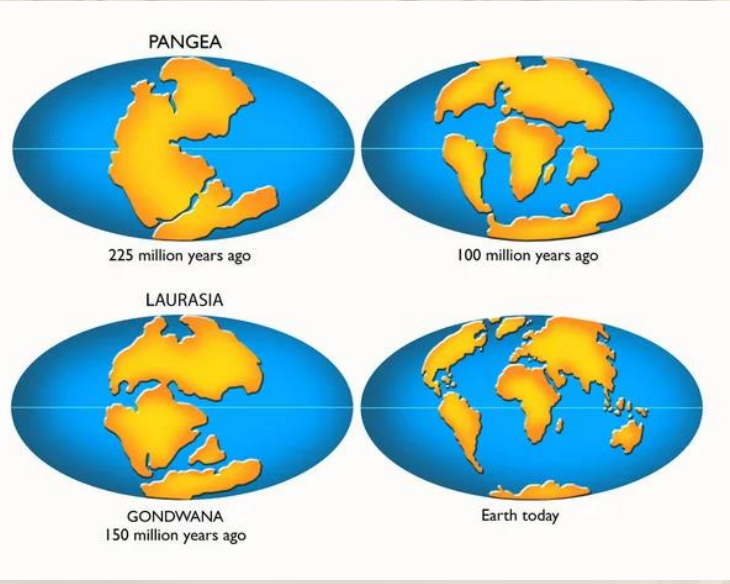 PANGEA
225 million years ago
100 million years ago
LAURASIA
GONDWANA
150 million years ago
Earth today